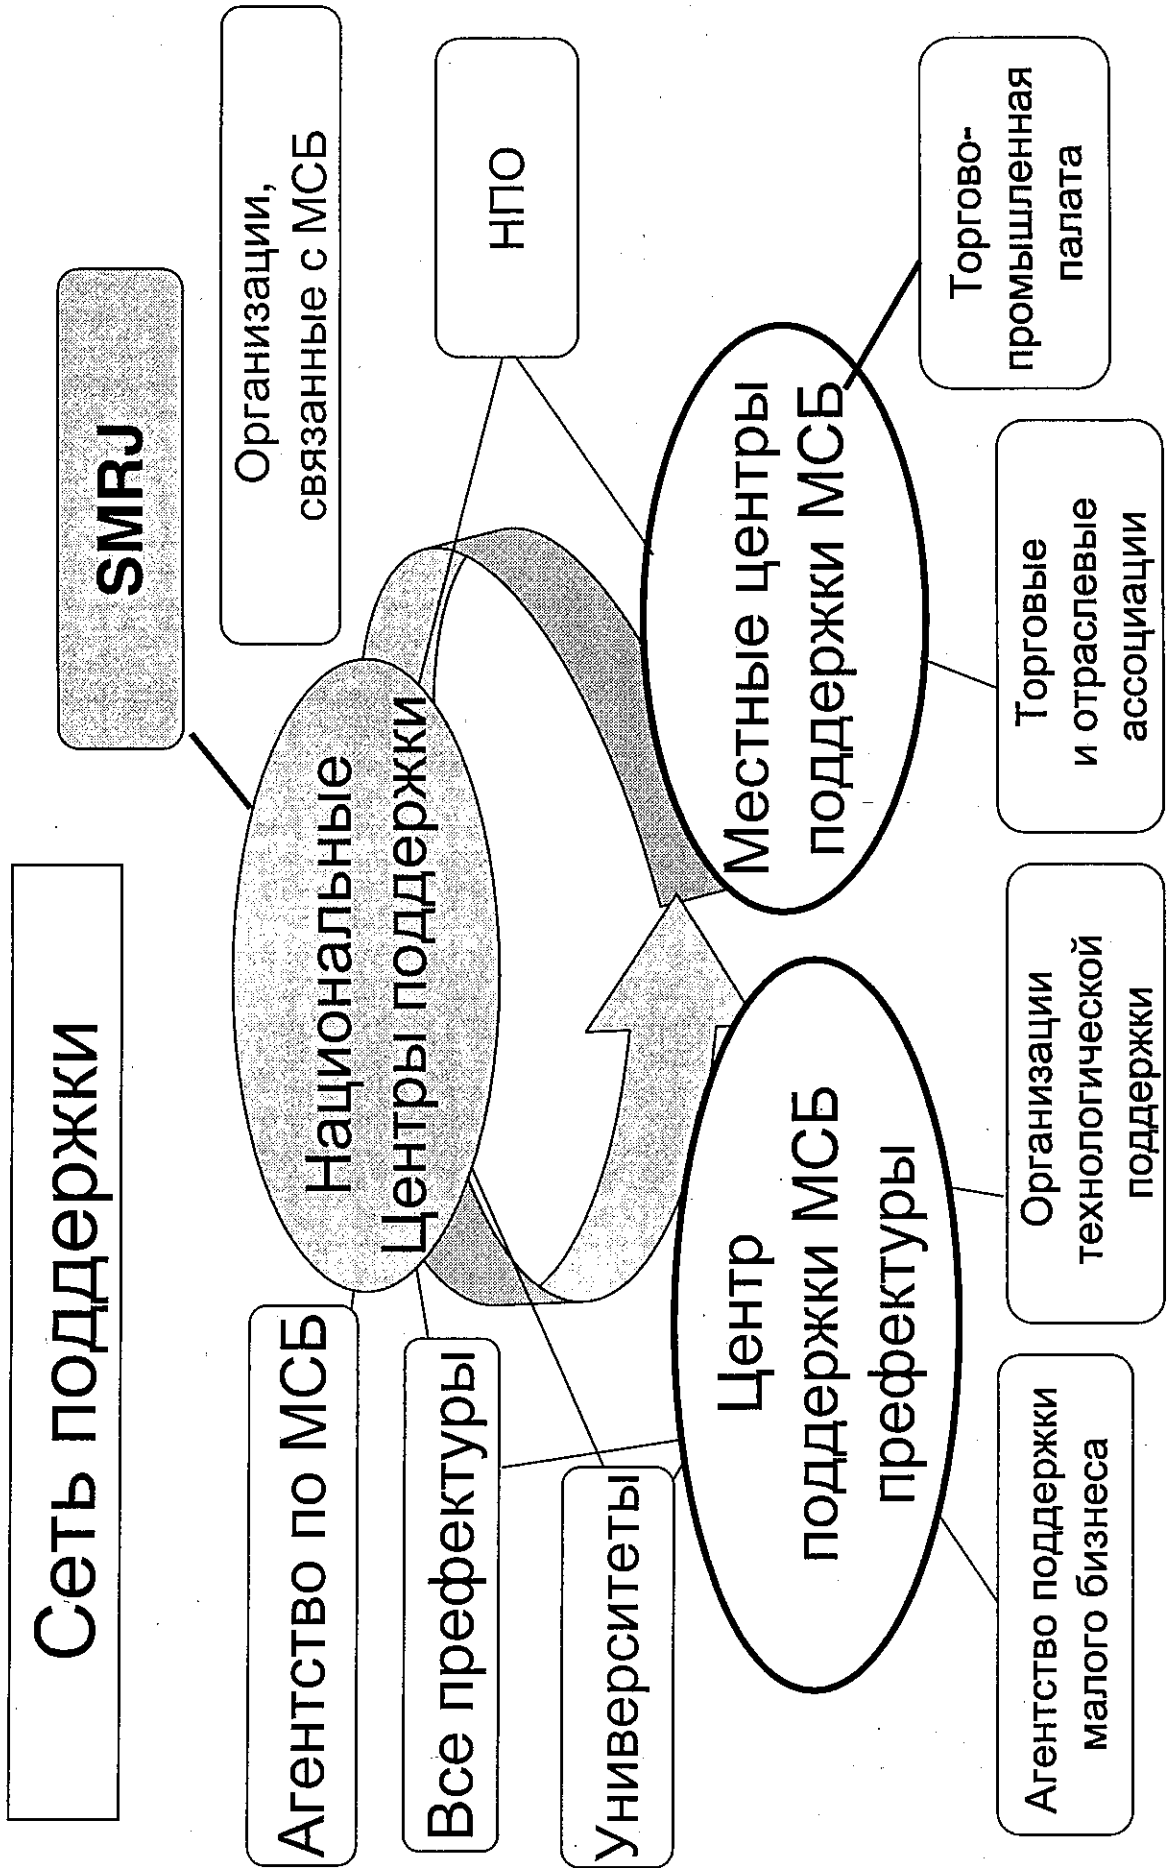 Сеть поддержки
SMRJ
Агентство по МСБ
Национальные
Центры поддержки
Организации,
связанные с МСБ
Все префектуры
НПО
Университеты
Центр
поддержки МСБ
префектуры
Местные центры
поддержки МСБ
Торгово-
промышленная
палата
Агентство поддержки
малого бизнеса
Организации
технологической
поддержки
Торговые
и отраслевые
ассоциации